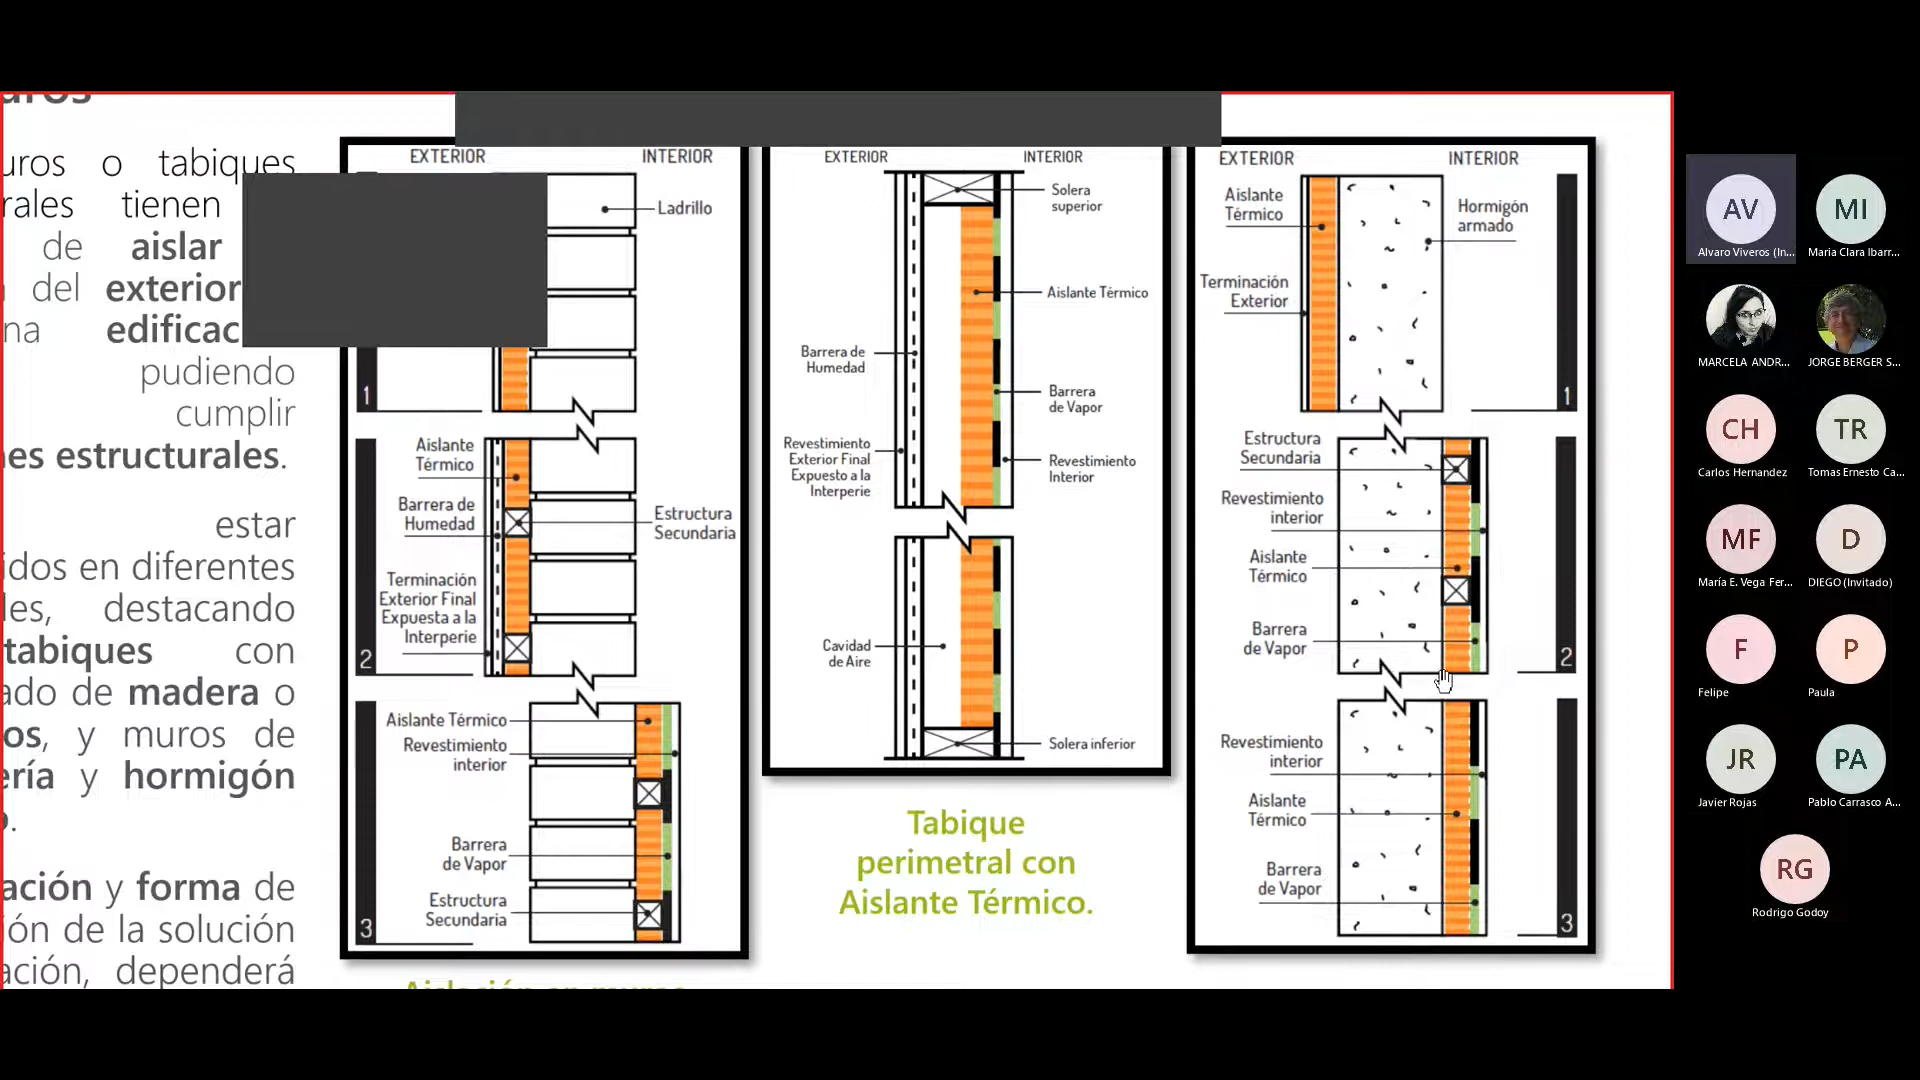 uros o tabiques
rales tienen
de aislar
del exterior
na edificac
pudiendo
cumplir
es estructurales.
estar
idos en diferentes
les, destacando
tabiques con
ado de madera o
os, y muros de
ería y hormigón
ación y forma de
ión de la solución
ación, dependerá
EXTERIOR
INTERIOR
Ladrillo
1
Aislante
Térmico
Barrera de
Humedad
Estructura
Secundaria
Terminación
Exterior Final
Expuesta a la
Interperie
2
Aislante Térmico
Revestimiento
interior
Barrera
de Vapor
Estructura
Secundaria
3
EXTERIOR
INTERIOR
Solera
superior
Aislante Térmico
Barrera de
Humedad
Barrera
de Vapor
Revestimiento
Exterior Final
Expuesto a la
Interperie
Revestimiento
Interior
Cavidad
de Aire
Solera inferior
Tabique
perimetral con
Aislante Térmico.
EXTERIOR
INTERIOR
Aislante
Térmico
Hormigón
armado
Terminación
Exterior
1
Estructura
Secundaria
Revestimiento
interior
Aislante
Térmico
Barrera
de Vapor
2
Revestimiento
interior
Aislante
Térmico
Barrera
de Vapor
3
AV
Alvaro Viveros (In...
MI
Maria Clara Ibarr...
MARCELA ANDR...
JORGE BERGER S...
CH
Carlos Hernandez
TR
Tomas Ernesto Ca...
MF
María E. Vega Fer...
D
DIEGO (Invitado)
F
Felipe
P
Paula
JR
Javier Rojas
PA
Pablo Carrasco A...
RG
Rodrigo Godoy